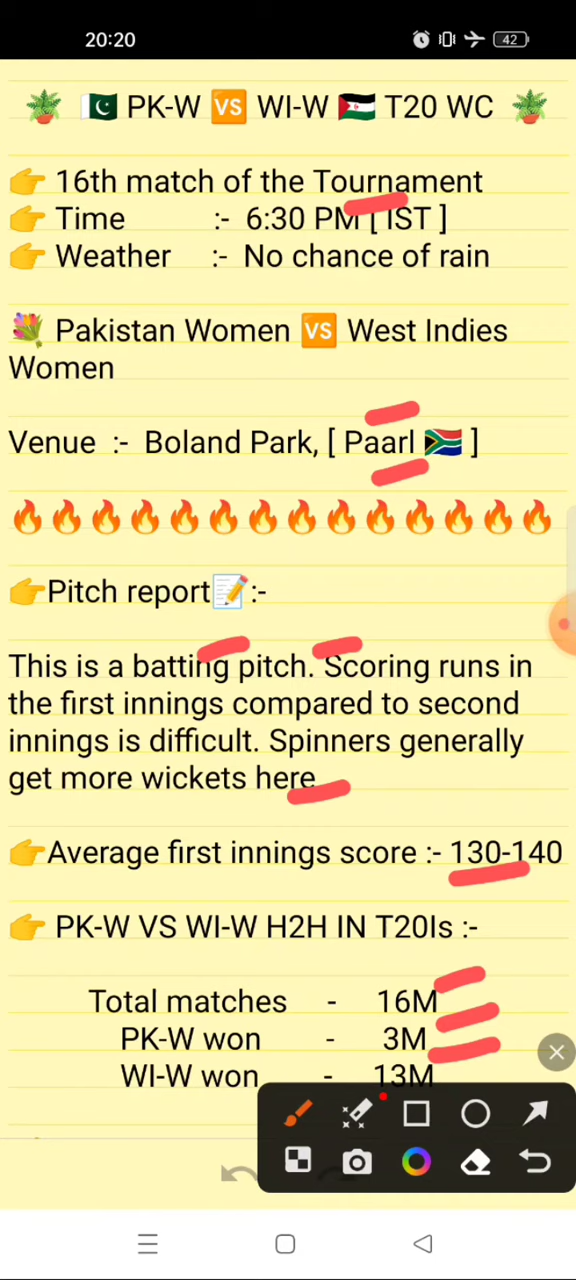 20:20
42
🪴 🇵🇰 PK-W 🆚 WI-W 🇪🇭 T20 WC 🪴
👉 16th match of the Tournament
👉 Time :- 6:30 PM [ IST ]
👉 Weather :- No chance of rain
💐 Pakistan Women 🆚 West Indies
Women
Venue :- Boland Park, [ Paarl 🇿🇦 ]
🔥🔥🔥🔥🔥🔥🔥🔥🔥🔥🔥🔥🔥🔥
👉Pitch report📝:-
This is a batting pitch. Scoring runs in
the first innings compared to second
innings is difficult. Spinners generally
get more wickets here
👉Average first innings score :- 130-140
👉 PK-W VS WI-W H2H IN T20Is :-
Total matches - 16M
PK-W won - 3M
WI-W won - 13M